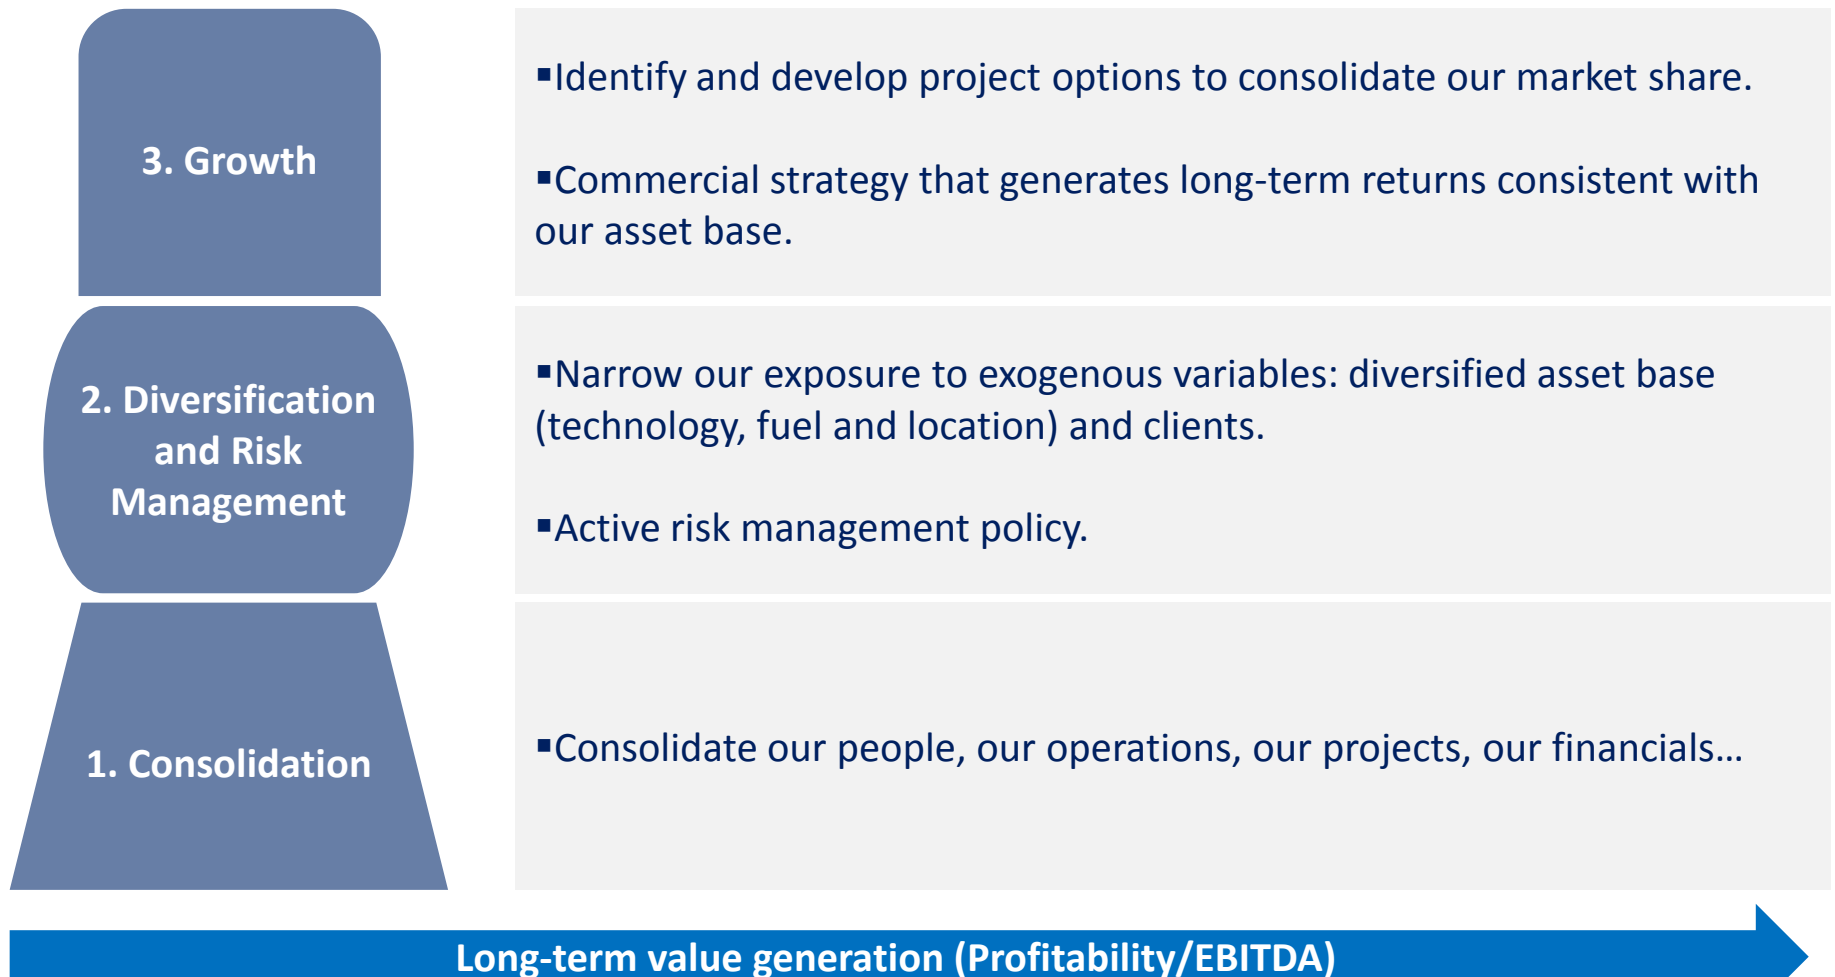 3. Growth
▪Identify and develop project options to consolidate our market share.
▪Commercial strategy that generates long-term returns consistent with
our asset base.
2. Diversification
and Risk
Management
▪Narrow our exposure to exogenous variables: diversified asset base
(technology, fuel and location) and clients.
▪Active risk management policy.
1. Consolidation
▪Consolidate our people, our operations, our projects, our financials…
Long-term value generation (Profitability/EBITDA)